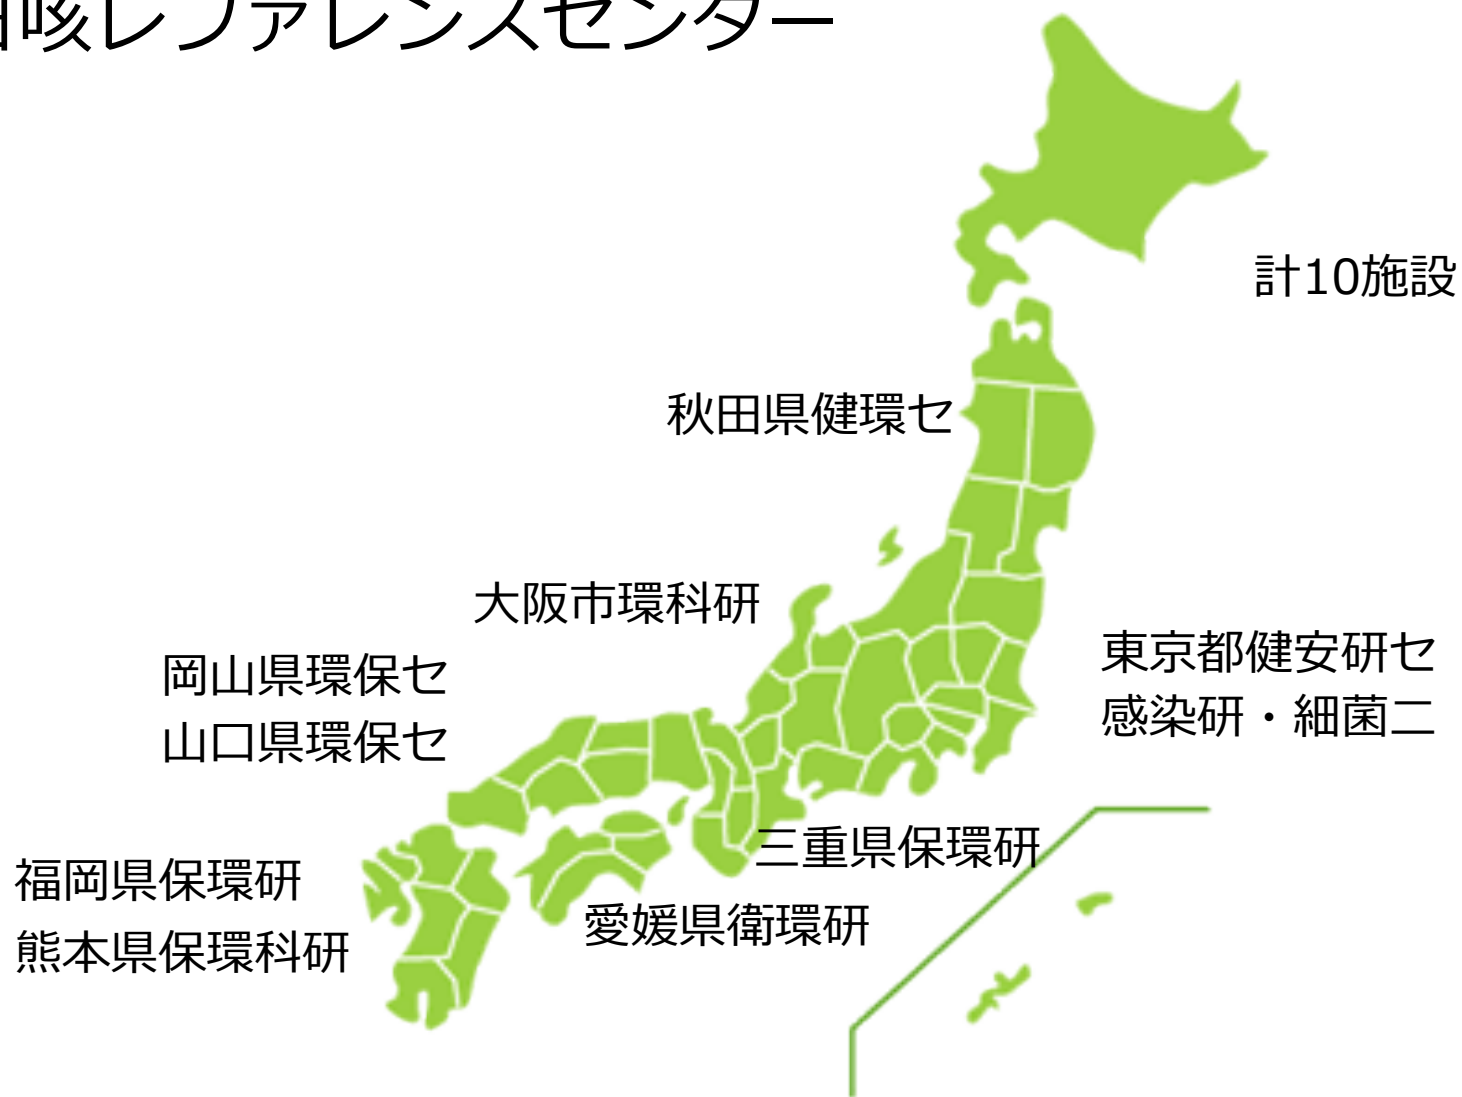 咳レファレンスセンター
計10施設
秋田県健環セ
大阪市環科研
岡山県環保セ
山口県環保セ
東京都健安研セ
感染研・細菌二
三重県保環研
福岡県保環研
愛媛県衛環研
熊本県保環科研